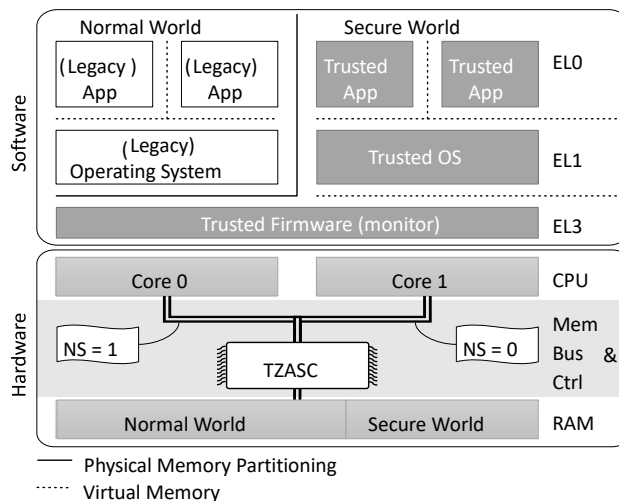 Normal World
Secure World
(Legacy )
App
(Legacy)
App
Trusted
App
Trusted
App
EL0
(Legacy)
Operating System
Trusted OS
EL1
Software
Trusted Firmware (monitor)
EL3
Core 0
Core 1
CPU
NS = 1
NS = 0
Mem
Bus &
Ctrl
TZASC
Hardware
Normal World
Secure World
RAM
Physical Memory Partitioning
Virtual Memory